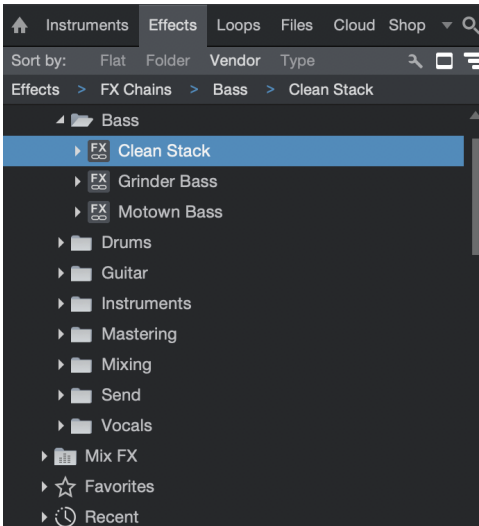 Instruments Effects Loops Files Cloud Shop
Sort by: Flat Folder Vendor Type
Effects > FX Chains > Bass > Clean Stack
Bass
FX Clean Stack
FX Grinder Bass
FX Motown Bass
Drums
Guitar
Instruments
Mastering
Mixing
Send
Vocals
Mix FX
Favorites
Recent